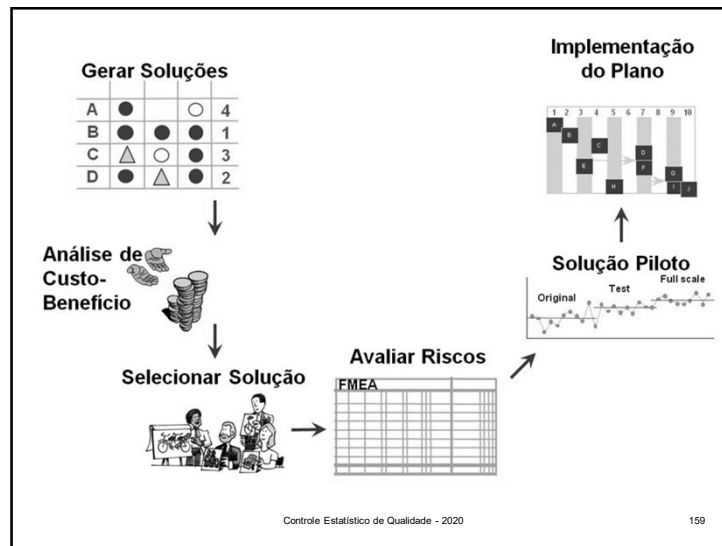 Gerar Soluções
A 4
B 1
C 3
D 2
Análise de
Custo-
Benefício
Selecionar Solução
Avaliar Riscos
FMEA
Solução Piloto
Original
Test
Full scale
Implementação
do Plano
1 2 3 4 5 6 7 8 9 10
A
B
C
D
E
F
G
H
I
J
Controle Estatístico de Qualidade - 2020
159